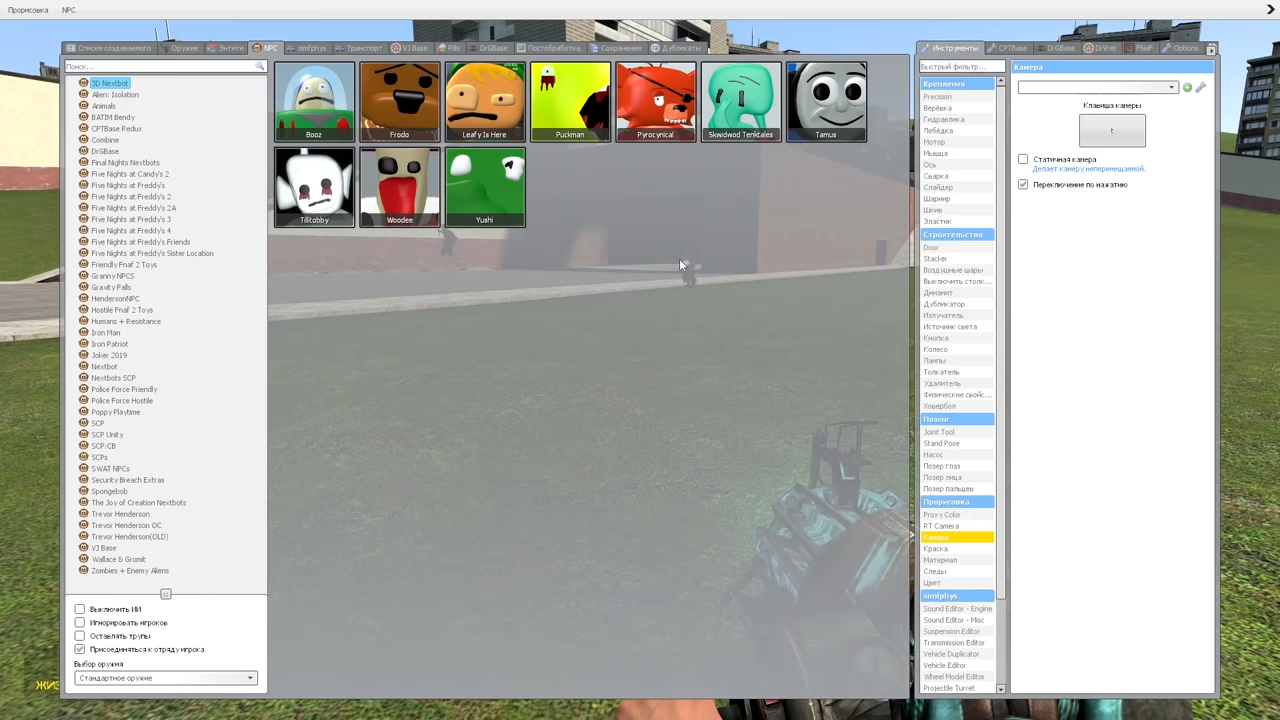 Прорисовка NPC
Списки создаваемого Оружие Энтити NPC simfphys Транспорт VJ Base Pills DrGBase Постобработка Сохранения Дубликаты
Поиск...
3D Nextbot
Alien: Isolation
Animals
BATIM Bendy
CPTBase Redux
Combine
DrGBase
Final Nights Nextbots
Five Nights at Candy's 2
Five Nights at Freddy's
Five Nights at Freddy's 2
Five Nights at Freddy's 2A
Five Nights at Freddy's 3
Five Nights at Freddy's 4
Five Nights at Freddy's Friends
Five Nights at Freddy's Sister Location
Friendly Fnaf 2 Toys
Granny NPCS
Gravity Falls
HendersonNPC
Hostile Fnaf 2 Toys
Humans + Resistance
Iron Man
Iron Patriot
Joker 2019
Nextbot
Nextbots SCP
Police Force Friendly
Police Force Hostile
Poppy Playtime
SCP
SCP Unity
SCP:CB
SCPs
SWAT NPCs
Security Breach Extras
Spongebob
The Joy of Creation Nextbots
Trevor Henderson
Trevor Henderson OC
Trevor Henderson(OLD)
VJ Base
Wallace & Gromit
Zombies + Enemy Aliens
Выключить ИИ
Игнорировать игроков
Оставлять трупы
Присоединяться к отряду игрока
Выбор оружия
Стандартное оружие
Booz Frodo Leafy Is Here Puckman Pyrocynical Skwidwod Tenktales Tamus
Tillitobby Woodee Yushi
Инструменты CPTBase DrGBase DrVrej FNaF Options
Быстрый фильтр...
Крепления
Precision
Верёвка
Гидравлика
Лебёдка
Мотор
Мышца
Ось
Сварка
Слайдер
Шарнир
Шкив
Эластик
Строительство
Door
Stacker
Воздушные шары
Выключить столк...
Динамит
Дубликатор
Излучатель
Источник света
Кнопка
Колесо
Лампы
Толкатель
Удалитель
Физические свойс...
Ховербол
Позинг
Joint Tool
Stand Pose
Насос
Позер глаз
Позер лица
Позер пальцев
Прорисовка
Proxy Color
RT Camera
Камера
Краска
Материал
Следы
Цвет
simfphys
Sound Editor - Engine
Sound Editor - Misc
Suspension Editor
Transmission Editor
Vehicle Duplicator
Vehicle Editor
Wheel Model Editor
Projectile Turret
Камера
Клавиша камеры
t
Статичная камера
Делает камеру неперемещаемой.
Переключение по нажатию